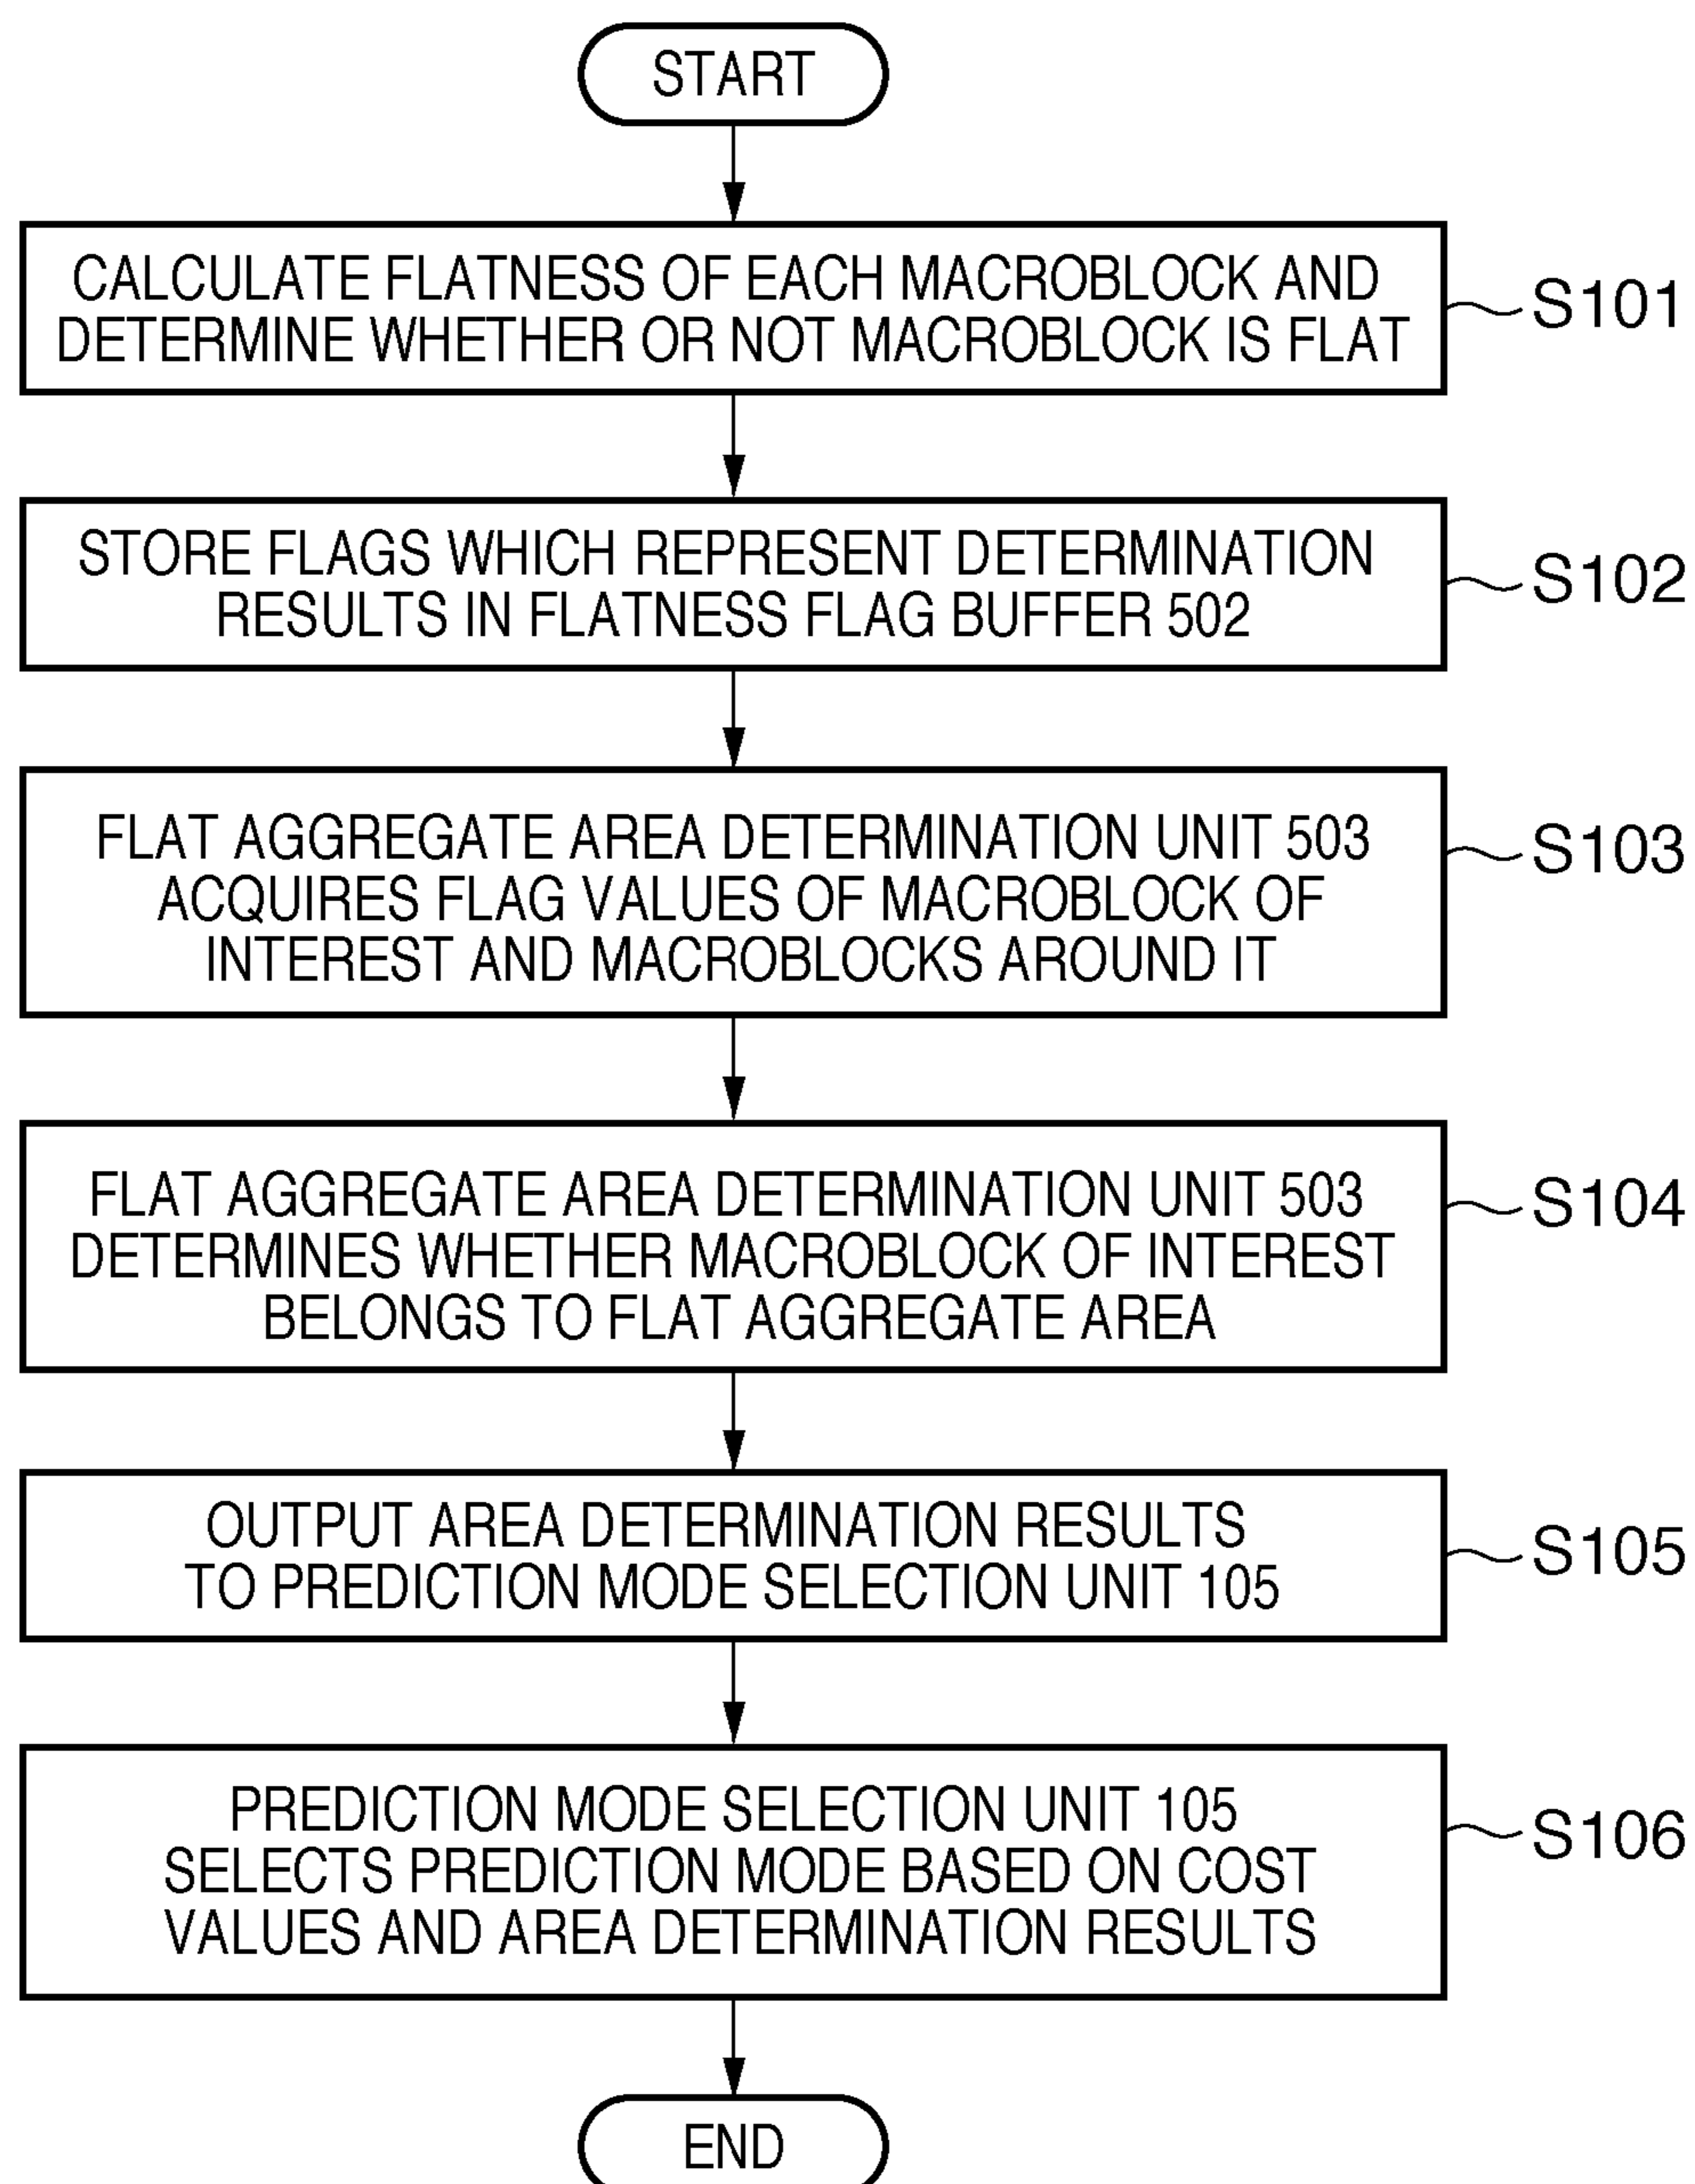 START
CALCULATE FLATNESS OF EACH MACROBLOCK AND
DETERMINE WHETHER OR NOT MACROBLOCK IS FLAT
S101
STORE FLAGS WHICH REPRESENT DETERMINATION
RESULTS IN FLATNESS FLAG BUFFER 502
S102
FLAT AGGREGATE AREA DETERMINATION UNIT 503
ACQUIRES FLAG VALUES OF MACROBLOCK OF
INTEREST AND MACROBLOCKS AROUND IT
S103
FLAT AGGREGATE AREA DETERMINATION UNIT 503
DETERMINES WHETHER MACROBLOCK OF INTEREST
BELONGS TO FLAT AGGREGATE AREA
S104
OUTPUT AREA DETERMINATION RESULTS
TO PREDICTION MODE SELECTION UNIT 105
S105
PREDICTION MODE SELECTION UNIT 105
SELECTS PREDICTION MODE BASED ON COST
VALUES AND AREA DETERMINATION RESULTS
S106
END